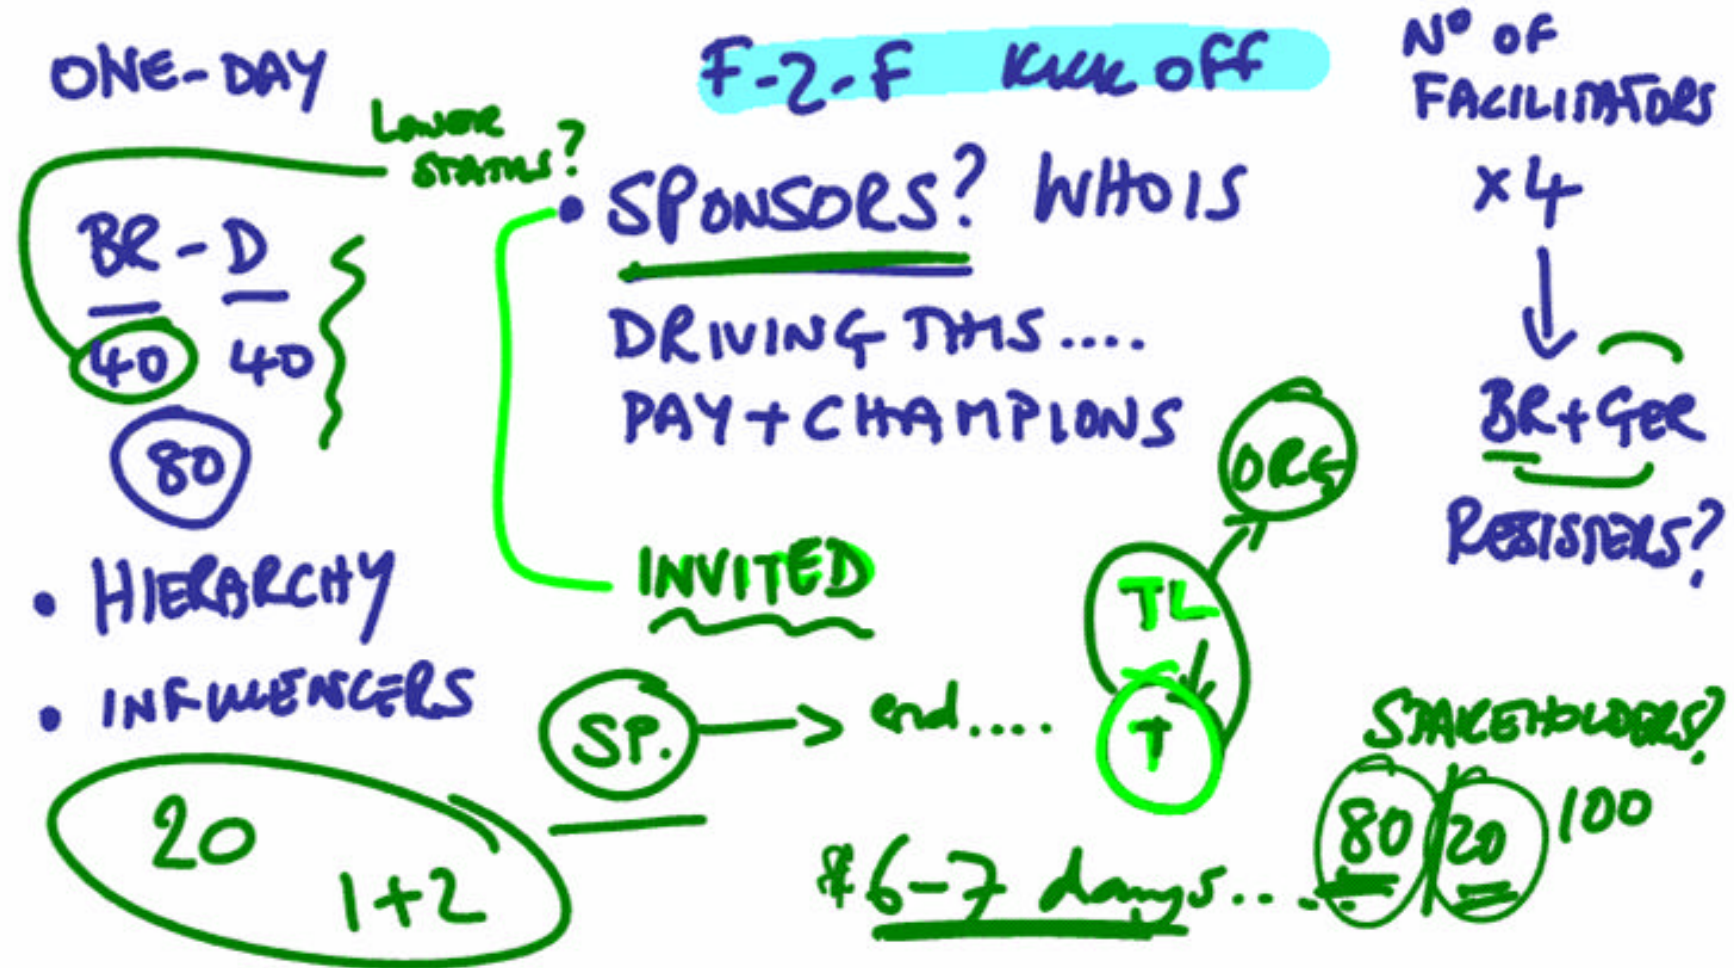 ONE-DAY
LOWER
STATUS?
BR - D
40 40
80
• HIERARCHY
• INFLUENCERS
20
1+2
F-2-F KICK OFF
• SPONSORS? WHO IS
DRIVING THIS....
PAY + CHAMPIONS
INVITED
SP. → end....
ORG
TL
T
6-7 days.....
Nº OF
FACILITATORS
x4
BR + GER
RESISTERS?
STAKEHOLDERS?
80 20 100